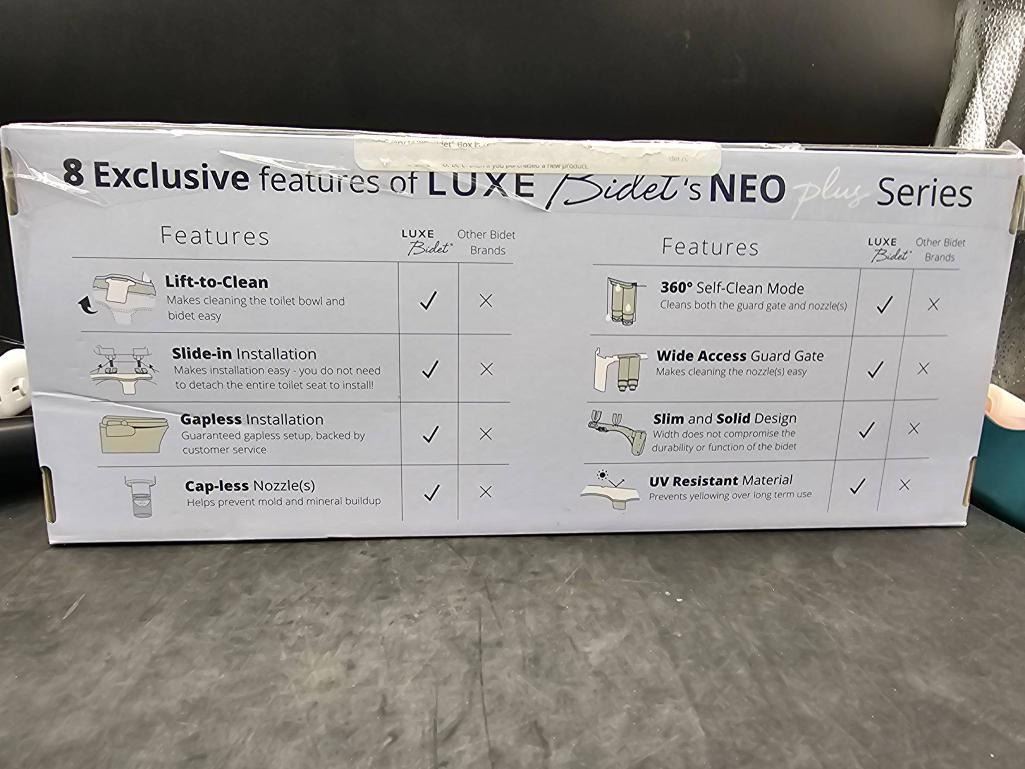 8 Exclusive features of LUXE Bidet's NEO plus Series
Features
LUXE Bidet®
Other Bidet
Brands
Lift-to-Clean
Makes cleaning the toilet bowl and
bidet easy
Slide-in Installation
Makes installation easy - you do not need
to detach the entire toilet seat to install!
Gapless Installation
Guaranteed gapless setup, backed by
customer service
Cap-less Nozzle(s)
Helps prevent mold and mineral buildup
Features
LUXE Bidet®
Other Bidet
Brands
360° Self-Clean Mode
Cleans both the guard gate and nozzle(s)
Wide Access Guard Gate
Makes cleaning the nozzle(s) easy
Slim and Solid Design
Width does not compromise the
durability or function of the bidet
UV Resistant Material
Prevents yellowing over long term use